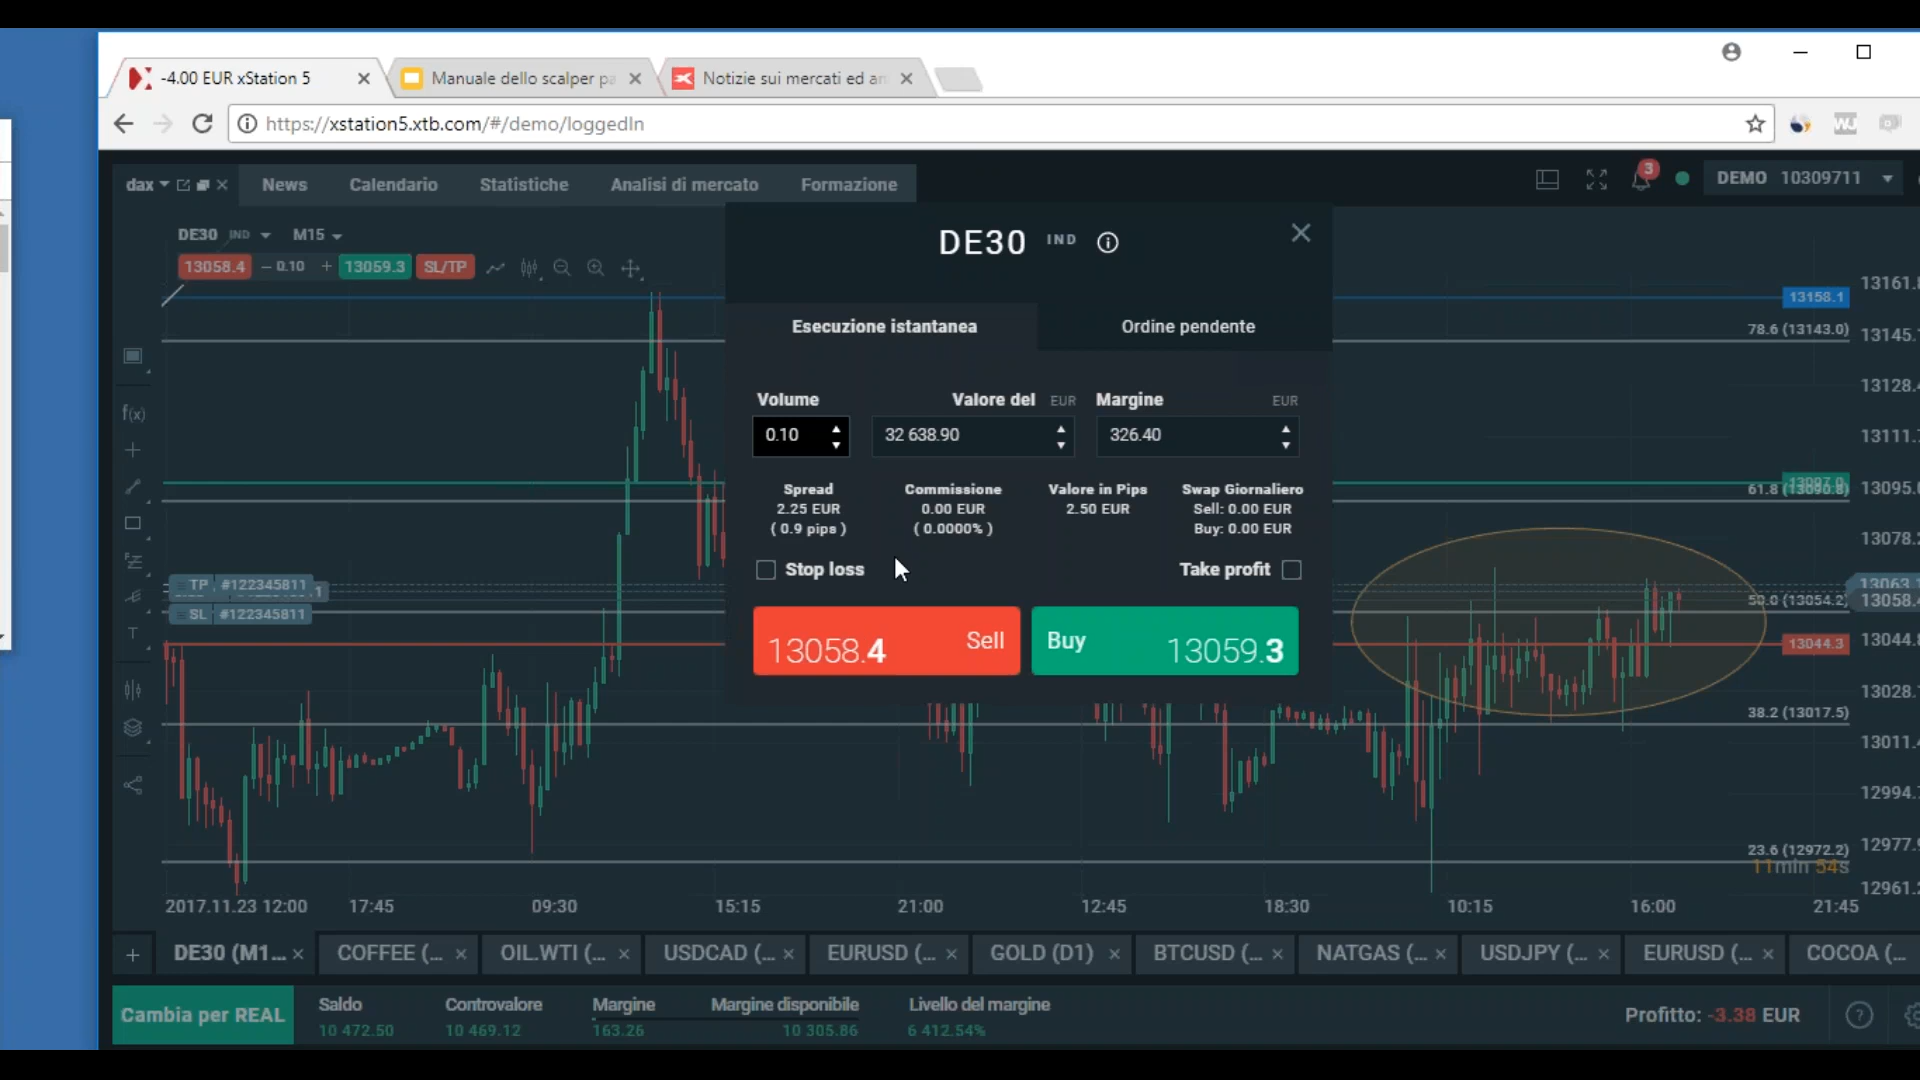 -4.00 EUR xStation 5
Manuale dello scalper pa
Notizie sui mercati ed an
https://xstation5.xtb.com/#/demo/loggedIn
dax
News
Calendario
Statistiche
Analisi di mercato
Formazione
3
DEMO 10309711
DE30 IND M15
13058.4 – 0.10 + 13059.3 SL/TP
DE30 IND
Esecuzione istantanea
Ordine pendente
Volume
Valore del EUR
Margine EUR
0.10
32 638.90
326.40
Spread
2.25 EUR
( 0.9 pips )
Commissione
0.00 EUR
( 0.0000% )
Valore in Pips
2.50 EUR
Swap Giornaliero
Sell: 0.00 EUR
Buy: 0.00 EUR
Stop loss
Take profit
13058.4 Sell
Buy 13059.3
TP #122345811
SL #122345811
f(x)
T
13158.1
78.6 (13143.0)
61.8 (13090.8)
50.0 (13054.2)
13044.3
38.2 (13017.5)
23.6 (12972.2)
11min 54s
13161.8
13145.
13128.
13111.
13095.
13078.
13063.
13058.
13044.
13028.
13011.
12994.
12977.
12961.
2017.11.23 12:00 17:45 09:30 15:15 21:00 12:45 18:30 10:15 16:00 21:45
+ DE30 (M1... COFFEE (... OIL.WTI (... USDCAD (... EURUSD (... GOLD (D1) BTCUSD (... NATGAS (... USDJPY (... EURUSD (... COCOA (...
Cambia per REAL
Saldo
10 472.50
Controvalore
10 469.12
Margine
163.26
Margine disponibile
10 305.86
Livello del margine
6 412.54%
Profitto: -3.38 EUR